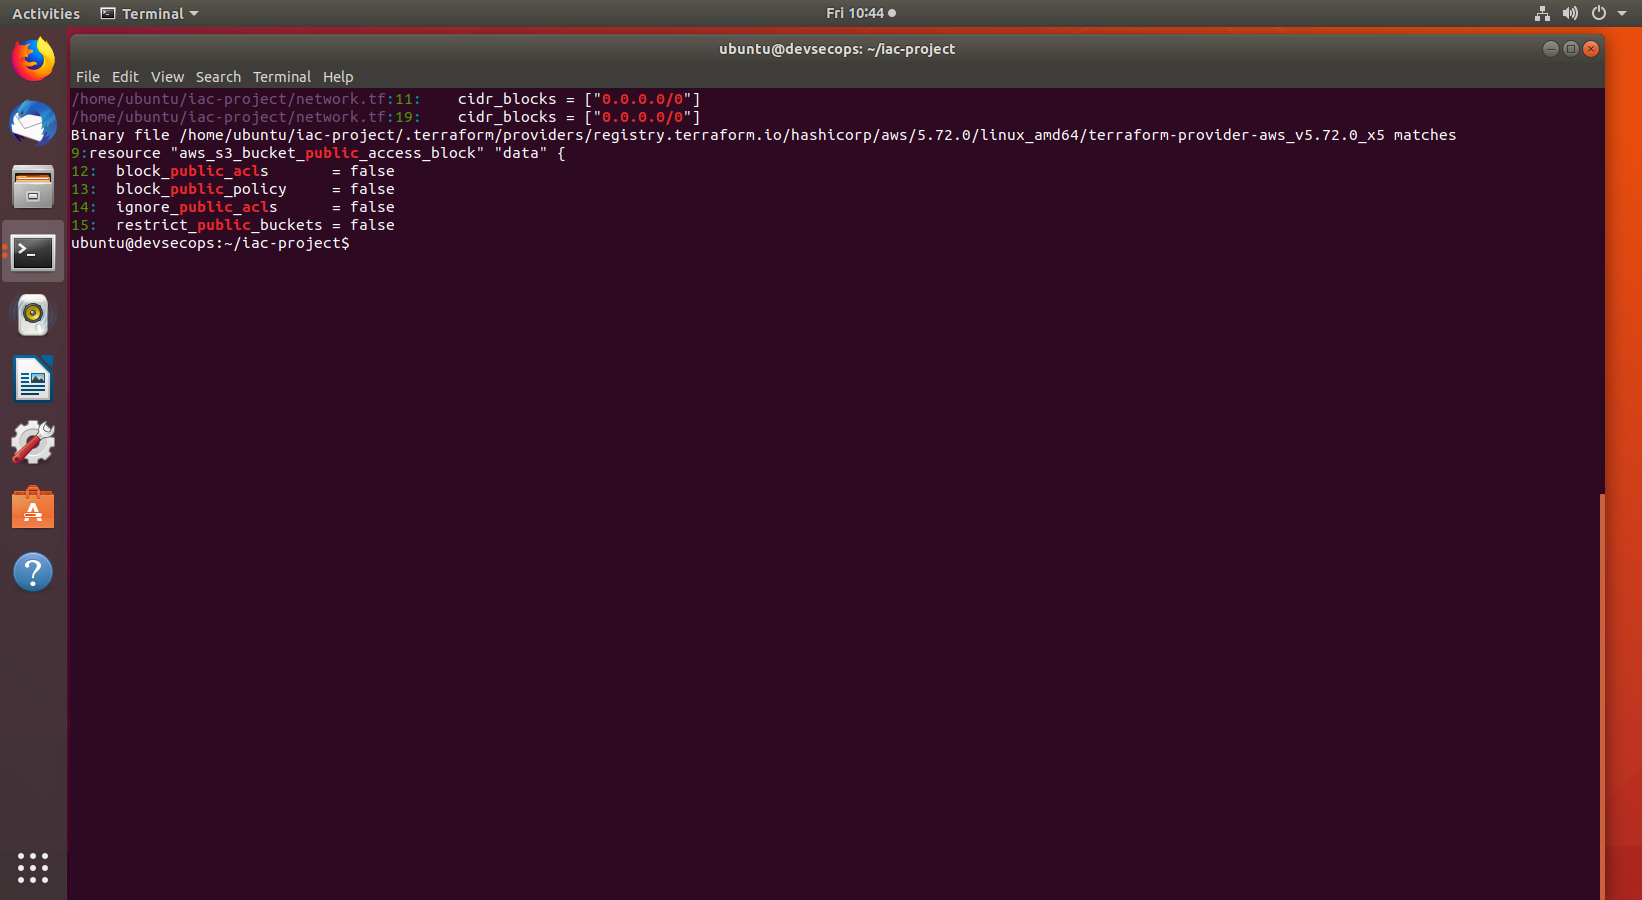 Activities
Terminal
Fri 10:44
ubuntu@devsecops: ~/iac-project
File Edit View Search Terminal Help
/home/ubuntu/iac-project/network.tf:11:    cidr_blocks = ["0.0.0.0/0"]
/home/ubuntu/iac-project/network.tf:19:    cidr_blocks = ["0.0.0.0/0"]
Binary file /home/ubuntu/iac-project/.terraform/providers/registry.terraform.io/hashicorp/aws/5.72.0/linux_amd64/terraform-provider-aws_v5.72.0_x5 matches
9:resource "aws_s3_bucket_public_access_block" "data" {
12:  block_public_acls       = false
13:  block_public_policy     = false
14:  ignore_public_acls      = false
15:  restrict_public_buckets = false
ubuntu@devsecops:~/iac-project$